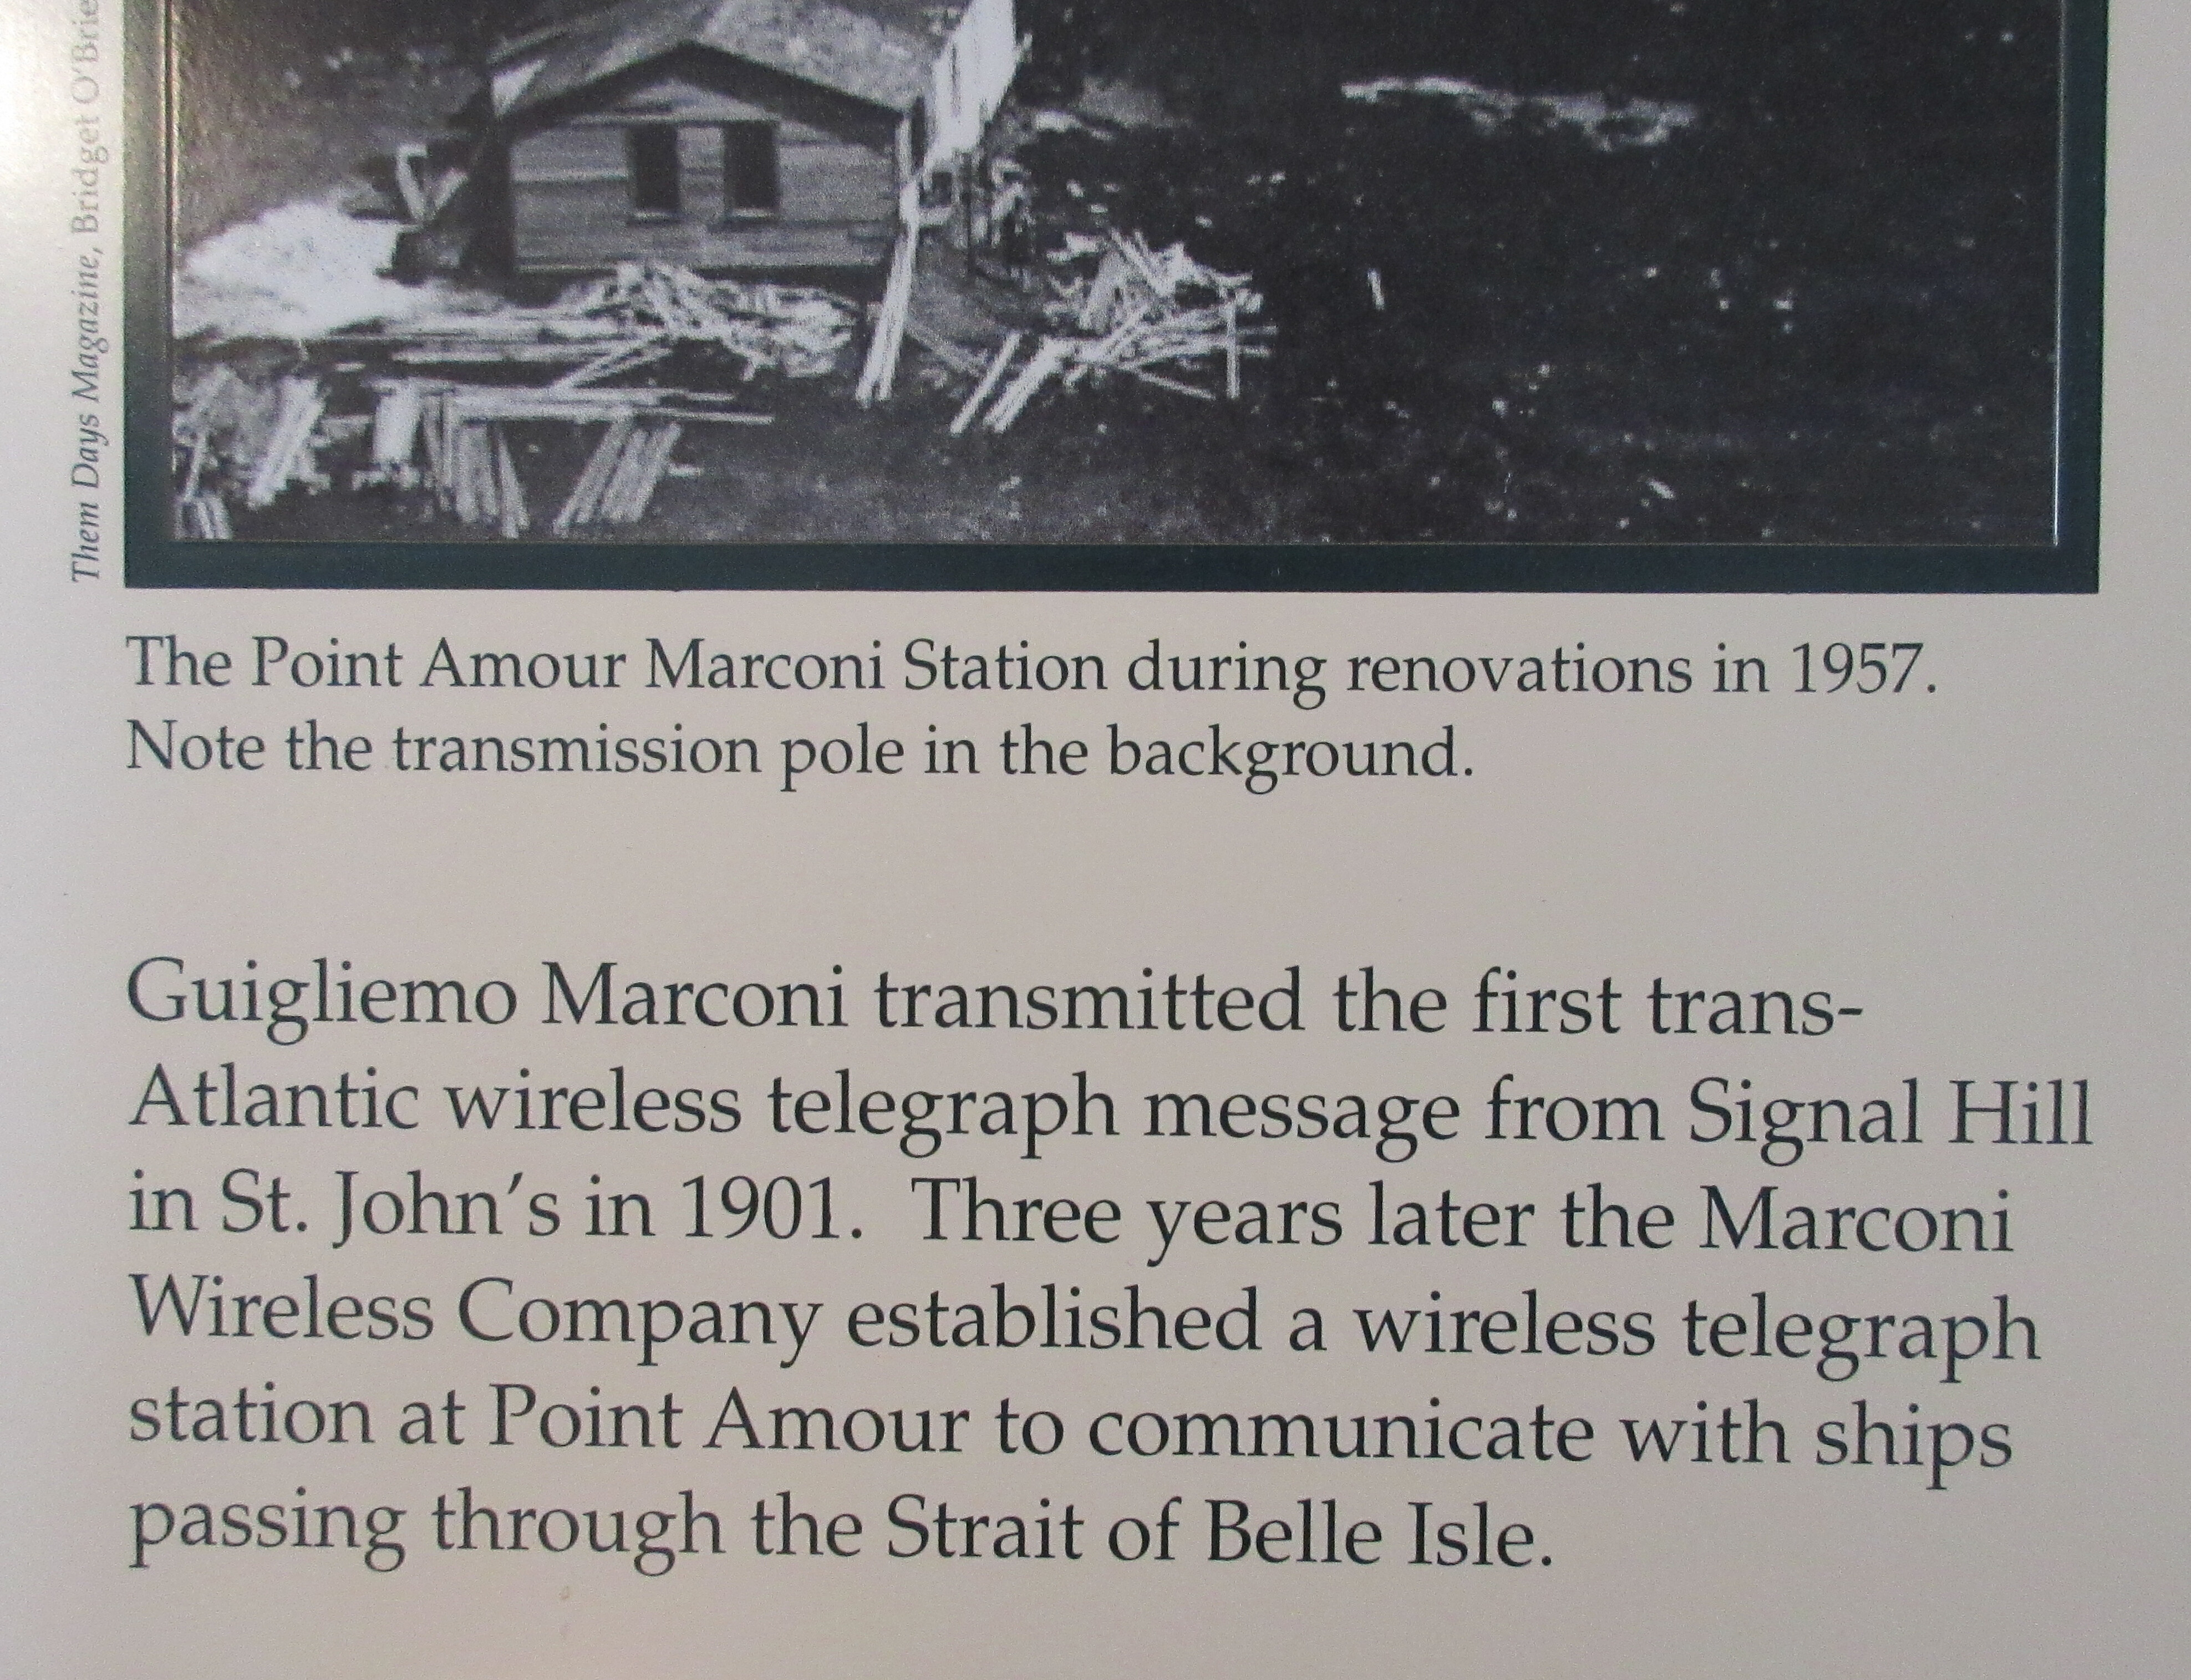 Them Days Magazine, Bridget
The Point Amour Marconi Station during renovations in 1957.
Note the transmission pole in the background.
Guigliemo Marconi transmitted the first trans-
Atlantic wireless telegraph message from Signal Hill
in St. John's in 1901.  Three years later the Marconi
Wireless Company established a wireless telegraph
station at Point Amour to communicate with ships
passing through the Strait of Belle Isle.